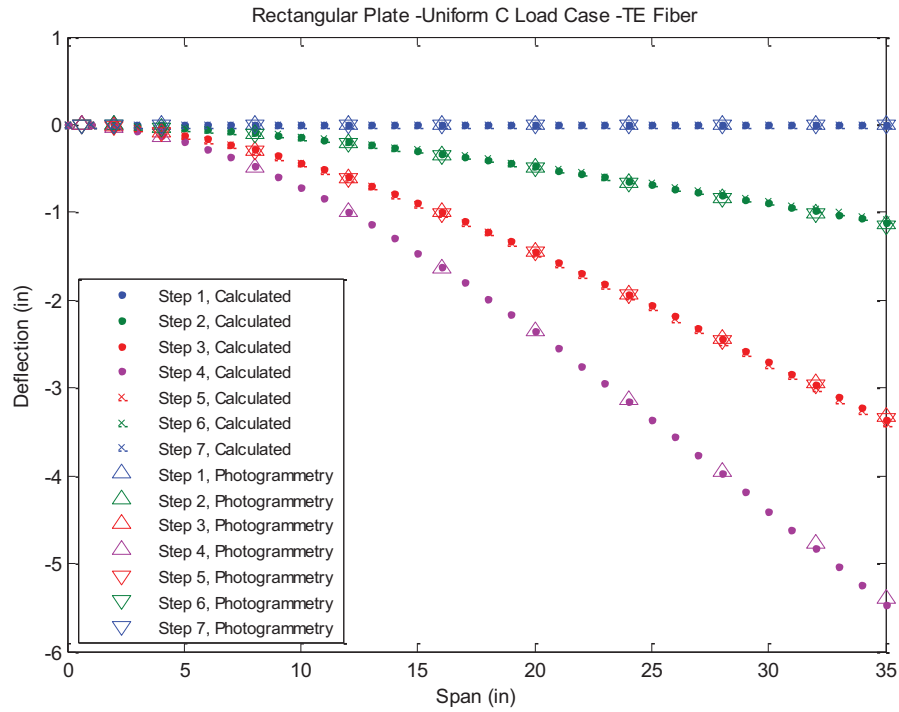 Rectangular Plate -Uniform C Load Case -TE Fiber
1
0
-1
-2
-3
-4
-5
-6
Deflection (in)
Step 1, Calculated
Step 2, Calculated
Step 3, Calculated
Step 4, Calculated
Step 5, Calculated
Step 6, Calculated
Step 7, Calculated
Step 1, Photogrammetry
Step 2, Photogrammetry
Step 3, Photogrammetry
Step 4, Photogrammetry
Step 5, Photogrammetry
Step 6, Photogrammetry
Step 7, Photogrammetry
0 5 10 15 20 25 30 35
Span (in)